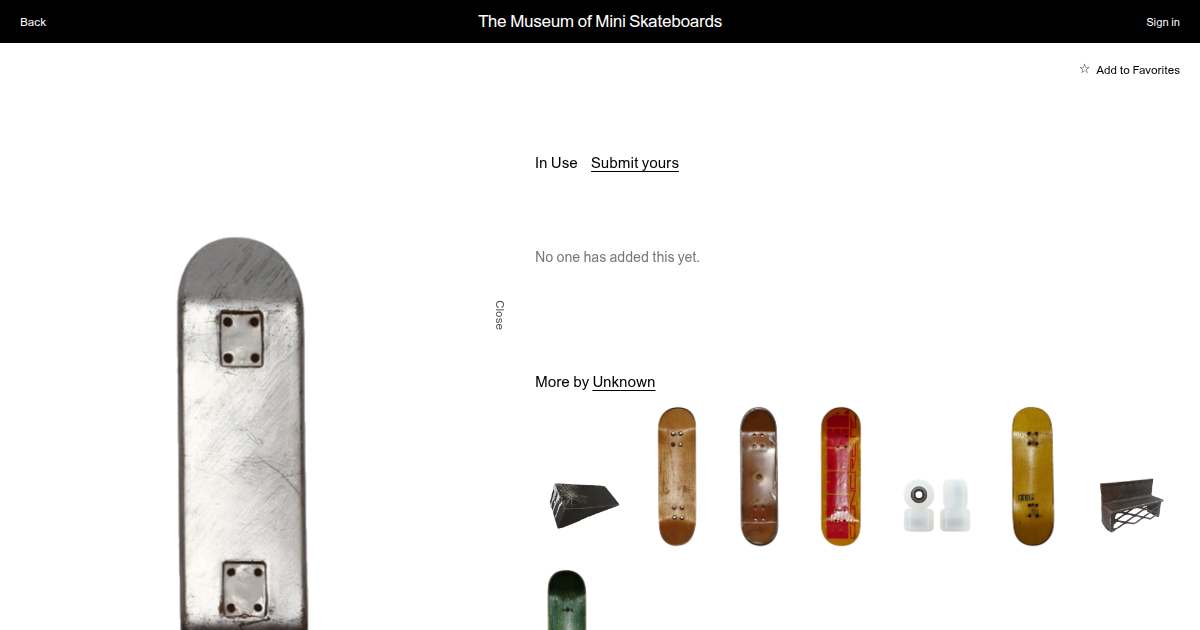 Back
The Museum of Mini Skateboards
Sign in
☆ Add to Favorites
In Use Submit yours
No one has added this yet.
Close
More by Unknown